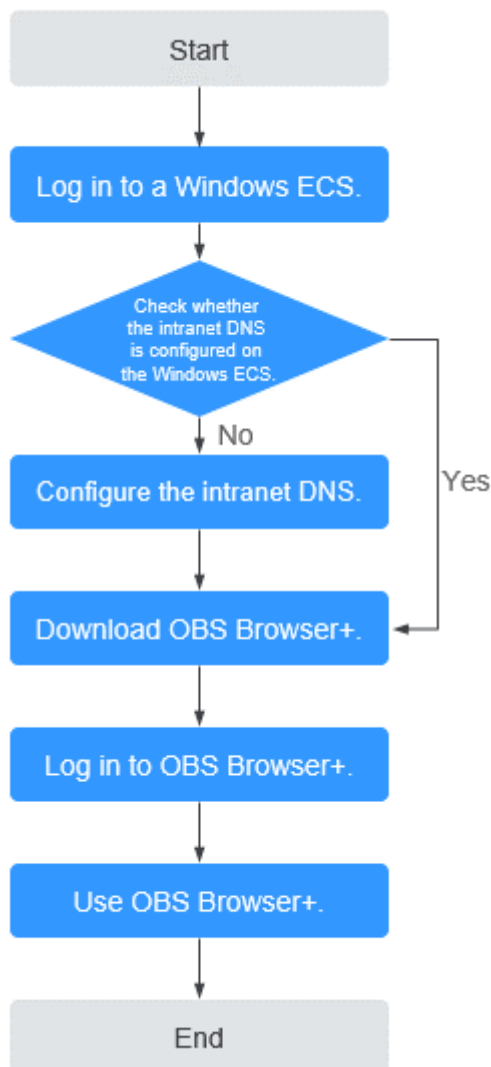 Start
Log in to a Windows ECS.
Check whether
the intranet DNS
is configured on
the Windows ECS.
No
Yes
Configure the intranet DNS.
Download OBS Browser+.
Log in to OBS Browser+.
Use OBS Browser+.
End